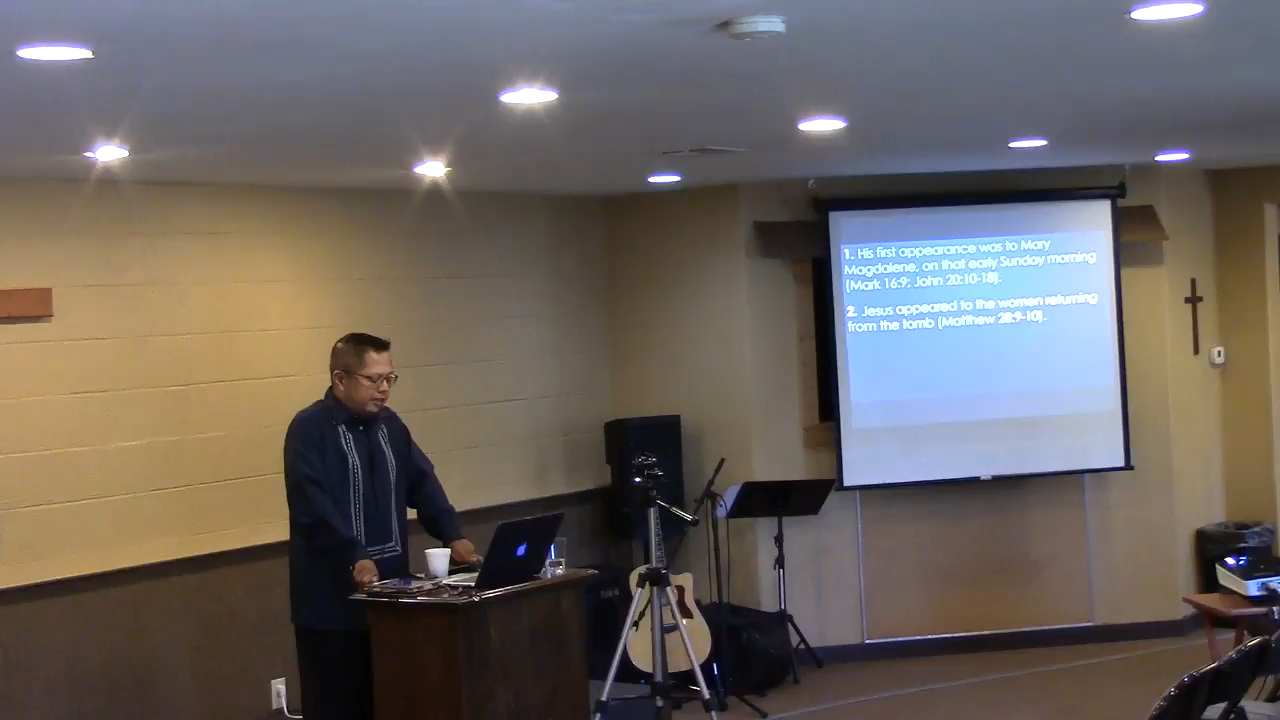 1. His first appearance was to Mary
Magdalene, on that early Sunday morning
(Mark 16:9; John 20:10-18).
2. Jesus appeared to the women returning
from the tomb (Matthew 28:9-10).